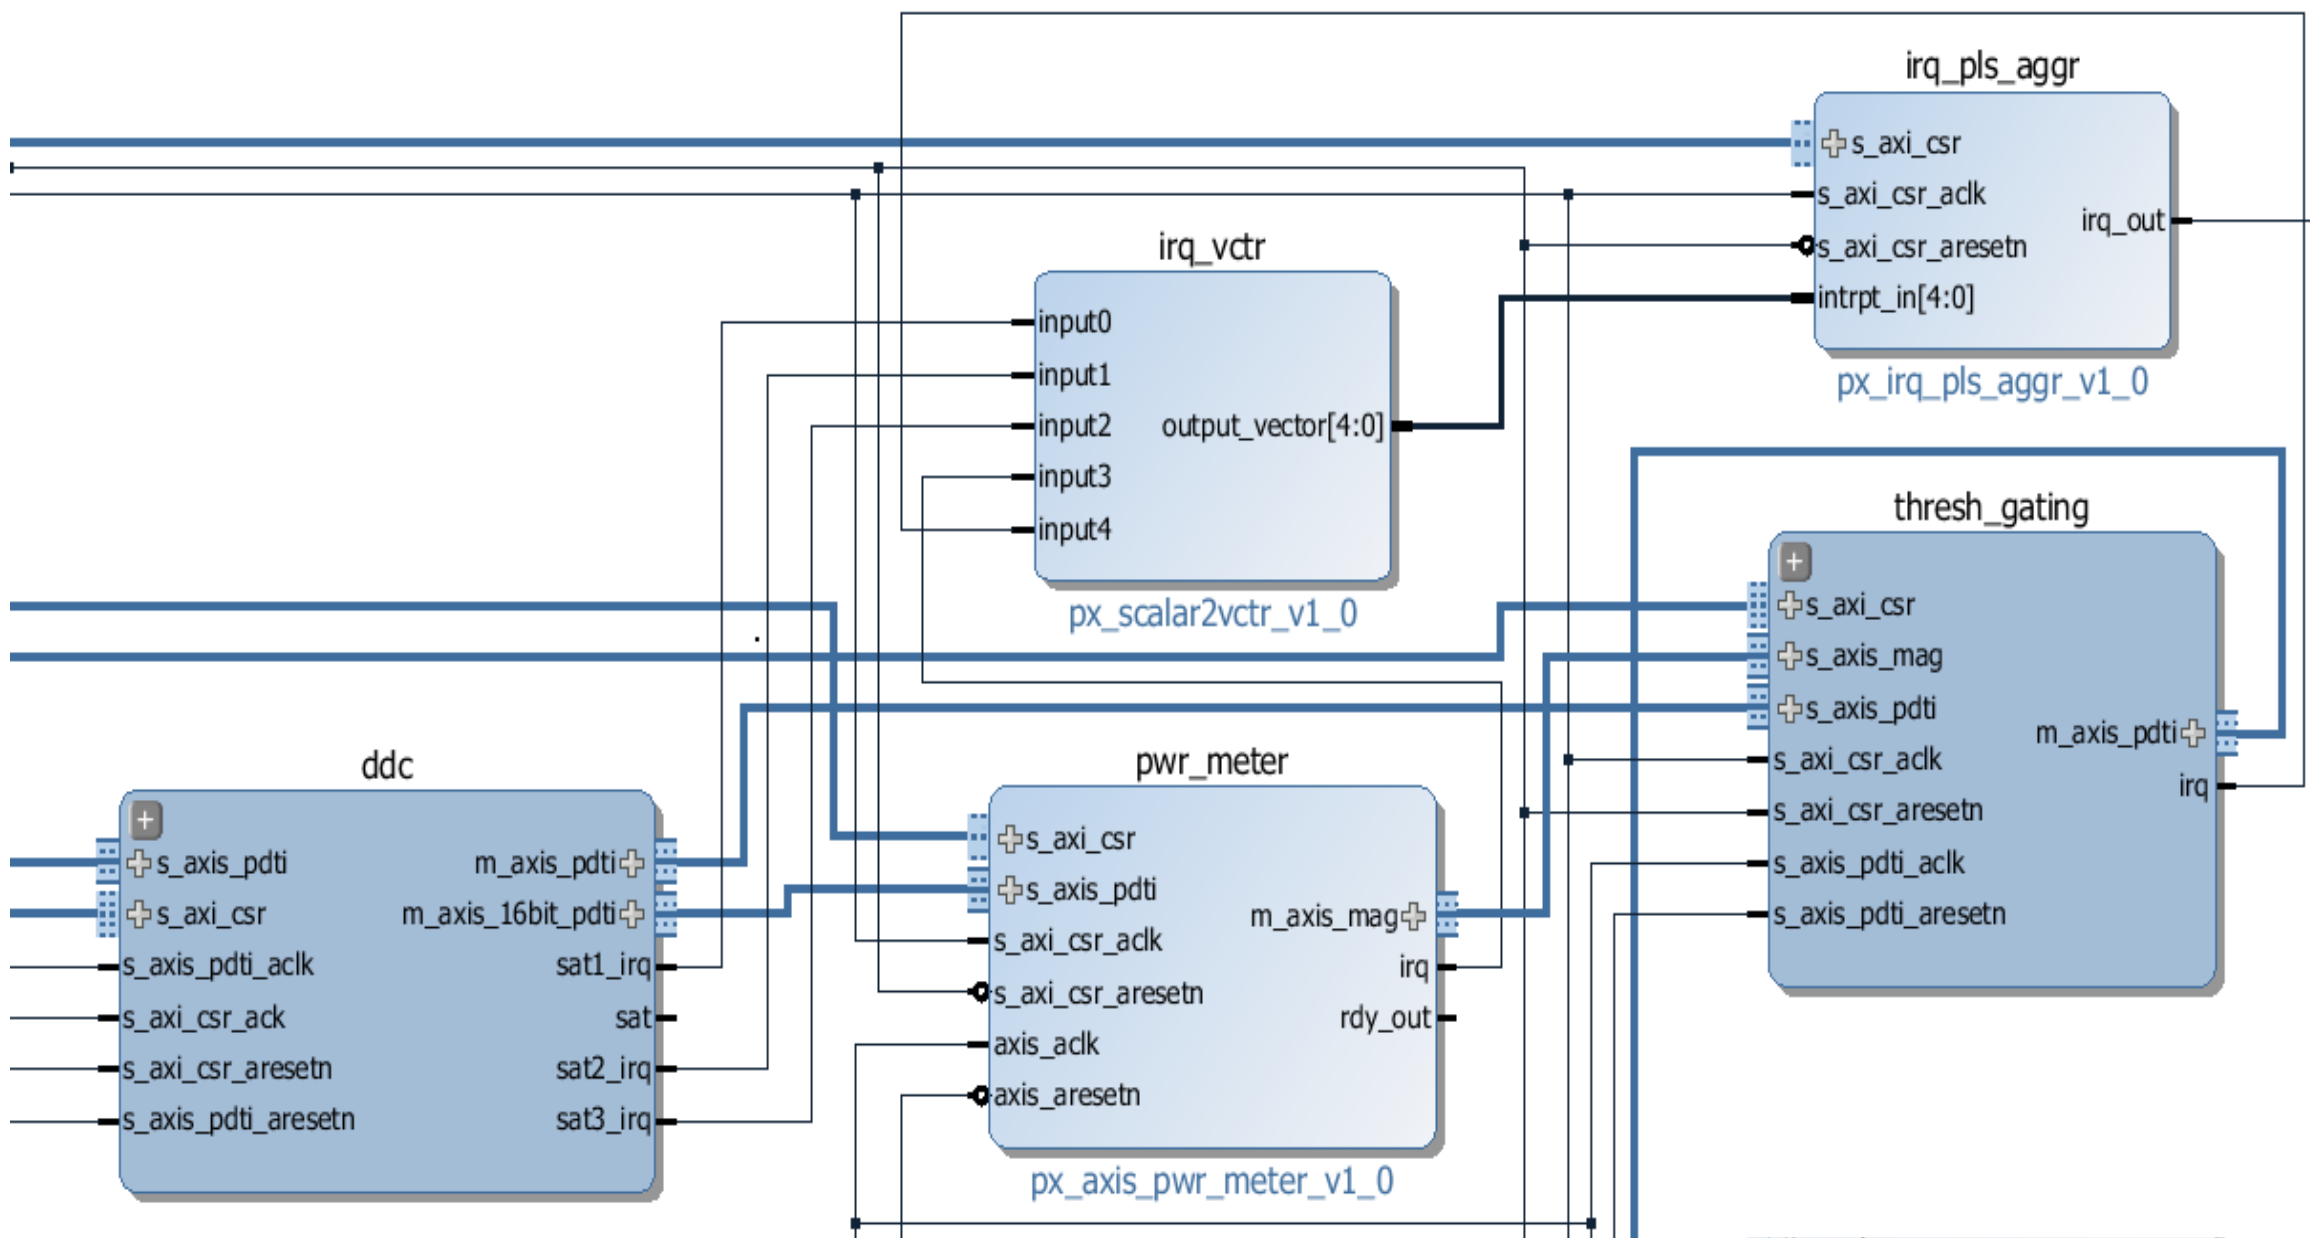 irq_pls_aggr
s_axi_csr
s_axi_csr_aclk
s_axi_csr_aresetn
intrpt_in[4:0]
irq_out
px_irq_pls_aggr_v1_0
irq_vctr
input0
input1
input2
input3
input4
output_vector[4:0]
px_scalar2vctr_v1_0
thresh_gating
s_axi_csr
s_axis_mag
s_axis_pdti
s_axi_csr_aclk
s_axi_csr_aresetn
s_axis_pdti_aclk
s_axis_pdti_aresetn
m_axis_pdti
irq
ddc
s_axis_pdti
s_axi_csr
s_axis_pdti_aclk
s_axi_csr_ack
s_axi_csr_aresetn
s_axis_pdti_aresetn
m_axis_pdti
m_axis_16bit_pdti
sat1_irq
sat
sat2_irq
sat3_irq
pwr_meter
s_axi_csr
s_axis_pdti
s_axi_csr_aclk
s_axi_csr_aresetn
axis_aclk
axis_aresetn
m_axis_mag
irq
rdy_out
px_axis_pwr_meter_v1_0